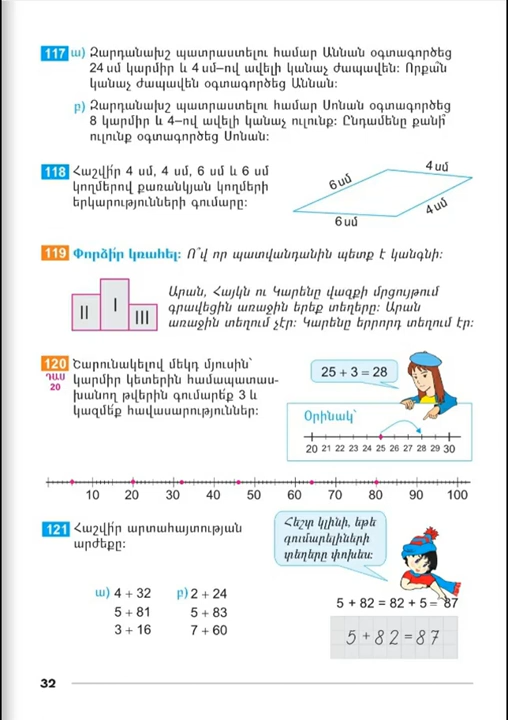 117 ա) Զարդանախշ պատրաստելու համար Աննան օգտագործեց
24 սմ կարմիր և 4 սմ–ով ավելի կանաչ ժապավեն: Որքա՞ն
կանաչ ժապավեն օգտագործեց Աննան:
բ) Զարդանախշ պատրաստելու համար Սոնան օգտագործեց
8 կարմիր և 4–ով ավելի կանաչ ուլունք: Ընդամենը քանի՞
ուլունք օգտագործեց Սոնան:
118 Հաշվի՛ր 4 սմ, 4 սմ, 6 սմ և 6 սմ
կողմերով քառանկյան կողմերի
երկարությունների գումարը:
4 սմ
6 սմ
4 սմ
6 սմ
119 Փորձի՛ր կռահել: Ո՞վ որ պատվանդանին պետք է կանգնի:
II I III
Արան, Հայկն ու Կարենը վազքի մրցույթում
գրավեցին առաջին երեք տեղերը: Արան
առաջին տեղում չէր: Կարենը երրորդ տեղում էր:
120 Շարունակելով մեկդ մյուսին՝
ԴԱՍ
20
կարմիր կետերին համապատաս-
խանող թվերին գումարե՛ք 3 և
կազմե՛ք հավասարություններ:
25 + 3 = 28
Օրինակ՝
20 21 22 23 24 25 26 27 28 29 30
10 20 30 40 50 60 70 80 90 100
121 Հաշվի՛ր արտահայտության
արժեքը:
Հեշտ կլինի, եթե
գումարելիների
տեղերը փոխես:
ա) 4 + 32 բ) 2 + 24
5 + 81 5 + 83
3 + 16 7 + 60
5 + 82 = 82 + 5 = 87
5 + 82 = 87
32